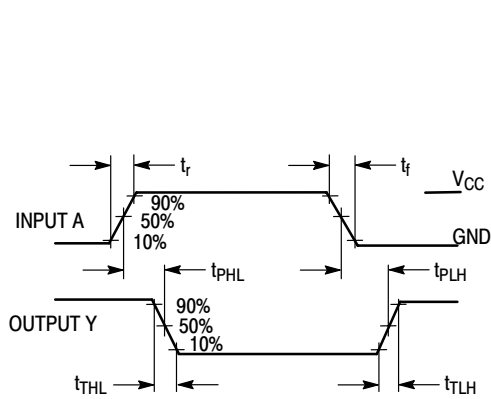 tr
tf
VCC
90%
INPUT A
50%
10%
GND
tPHL
tPLH
90%
OUTPUT Y
50%
10%
tTHL
tTLH